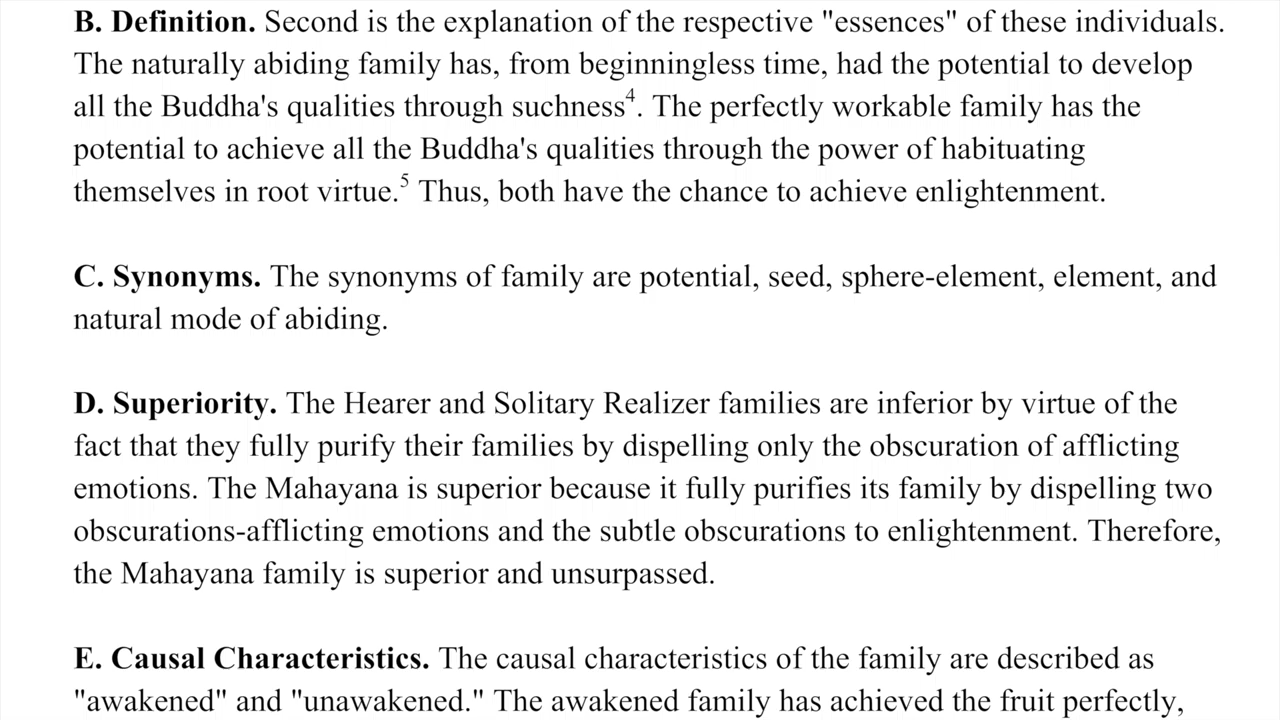 B. Definition. Second is the explanation of the respective "essences" of these individuals.
The naturally abiding family has, from beginningless time, had the potential to develop
all the Buddha's qualities through suchness4. The perfectly workable family has the
potential to achieve all the Buddha's qualities through the power of habituating
themselves in root virtue.5 Thus, both have the chance to achieve enlightenment.
C. Synonyms. The synonyms of family are potential, seed, sphere-element, element, and
natural mode of abiding.
D. Superiority. The Hearer and Solitary Realizer families are inferior by virtue of the
fact that they fully purify their families by dispelling only the obscuration of afflicting
emotions. The Mahayana is superior because it fully purifies its family by dispelling two
obscurations-afflicting emotions and the subtle obscurations to enlightenment. Therefore,
the Mahayana family is superior and unsurpassed.
E. Causal Characteristics. The causal characteristics of the family are described as
"awakened" and "unawakened." The awakened family has achieved the fruit perfectly,